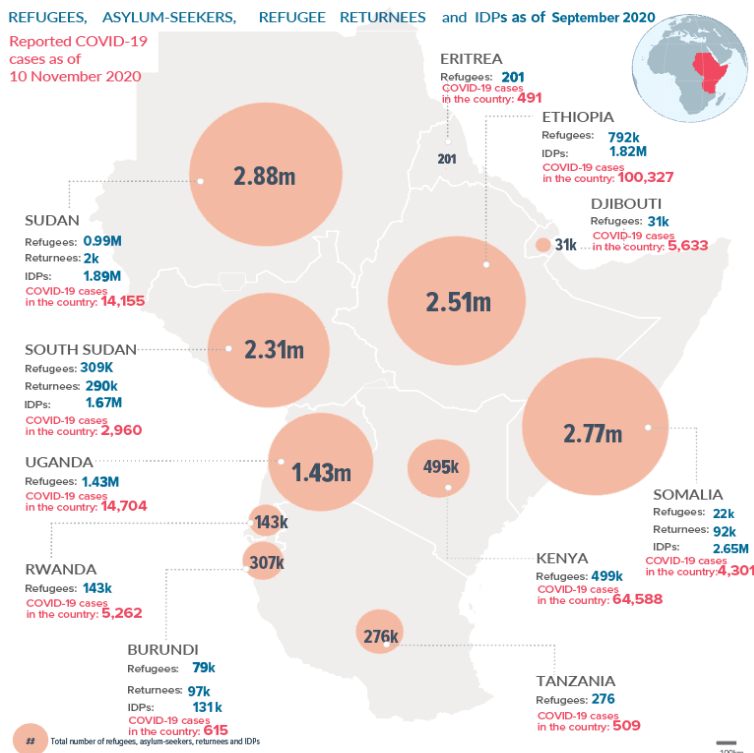 REFUGEES, ASYLUM-SEEKERS, REFUGEE RETURNEES and IDPs as of September 2020
Reported COVID-19
cases as of
10 November 2020
ERITREA
Refugees: 201
COVID-19 cases
in the country: 491
201
ETHIOPIA
Refugees: 792k
IDPs: 1.82M
COVID-19 cases
in the country: 100,327
2.51m
DJIBOUTI
Refugees: 31k
COVID-19 cases
in the country: 5,633
31k
2.88m
SUDAN
Refugees: 0.99M
Returnees: 2k
IDPs: 1.89M
COVID-19 cases
in the country: 14,155
2.31m
SOUTH SUDAN
Refugees: 309K
Returnees: 290k
IDPs: 1.67M
COVID-19 cases
in the country: 2,960
1.43m
UGANDA
Refugees: 1.43M
COVID-19 cases
in the country: 14,704
495k
2.77m
SOMALIA
Refugees: 22k
Returnees: 92k
IDPs: 2.65M
COVID-19 cases
in the country: 4,301
143k
RWANDA
Refugees: 143k
COVID-19 cases
in the country: 5,262
307k
KENYA
Refugees: 499k
COVID-19 cases
in the country: 64,588
BURUNDI
Refugees: 79k
Returnees: 97k
IDPs: 131k
COVID-19 cases
in the country: 615
276k
TANZANIA
Refugees: 276
COVID-19 cases
in the country: 509
## Total number of refugees, asylum-seekers, returnees and IDPs